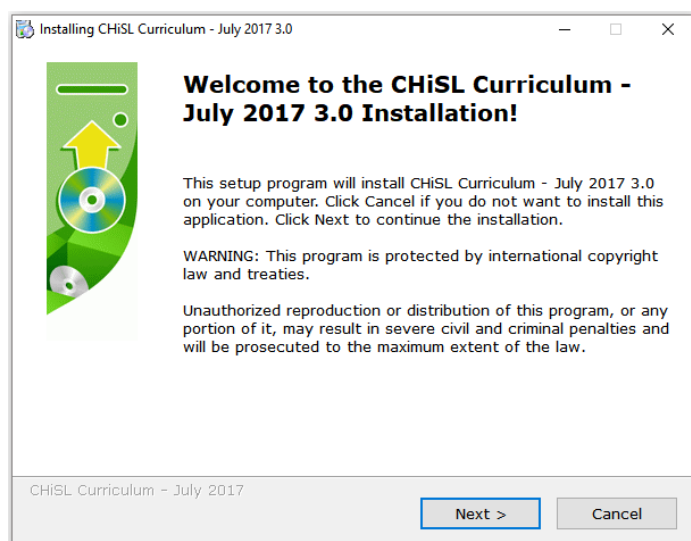 Installing CHiSL Curriculum - July 2017 3.0
Welcome to the CHiSL Curriculum -
July 2017 3.0 Installation!
This setup program will install CHiSL Curriculum - July 2017 3.0
on your computer. Click Cancel if you do not want to install this
application. Click Next to continue the installation.
WARNING: This program is protected by international copyright
law and treaties.
Unauthorized reproduction or distribution of this program, or any
portion of it, may result in severe civil and criminal penalties and
will be prosecuted to the maximum extent of the law.
CHiSL Curriculum - July 2017
Next >
Cancel